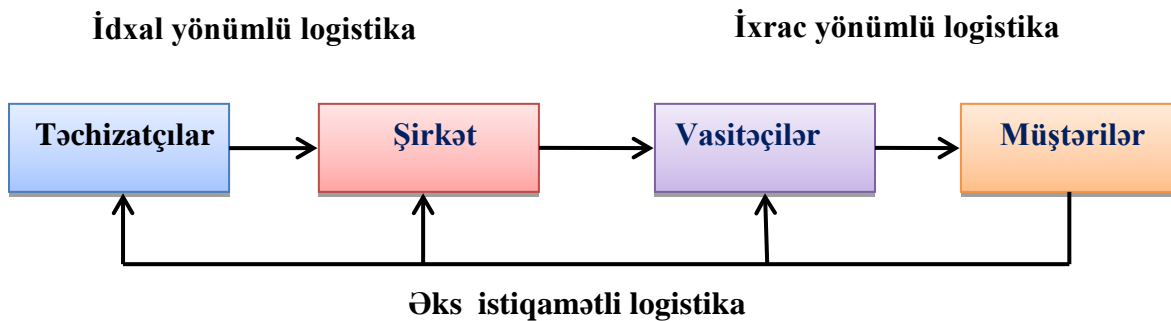 İdxal yönümlü logistika
İxrac yönümlü logistika
Təchizatçılar
Şirkət
Vasitəçilər
Müştərilər
Əks istiqamətli logistika